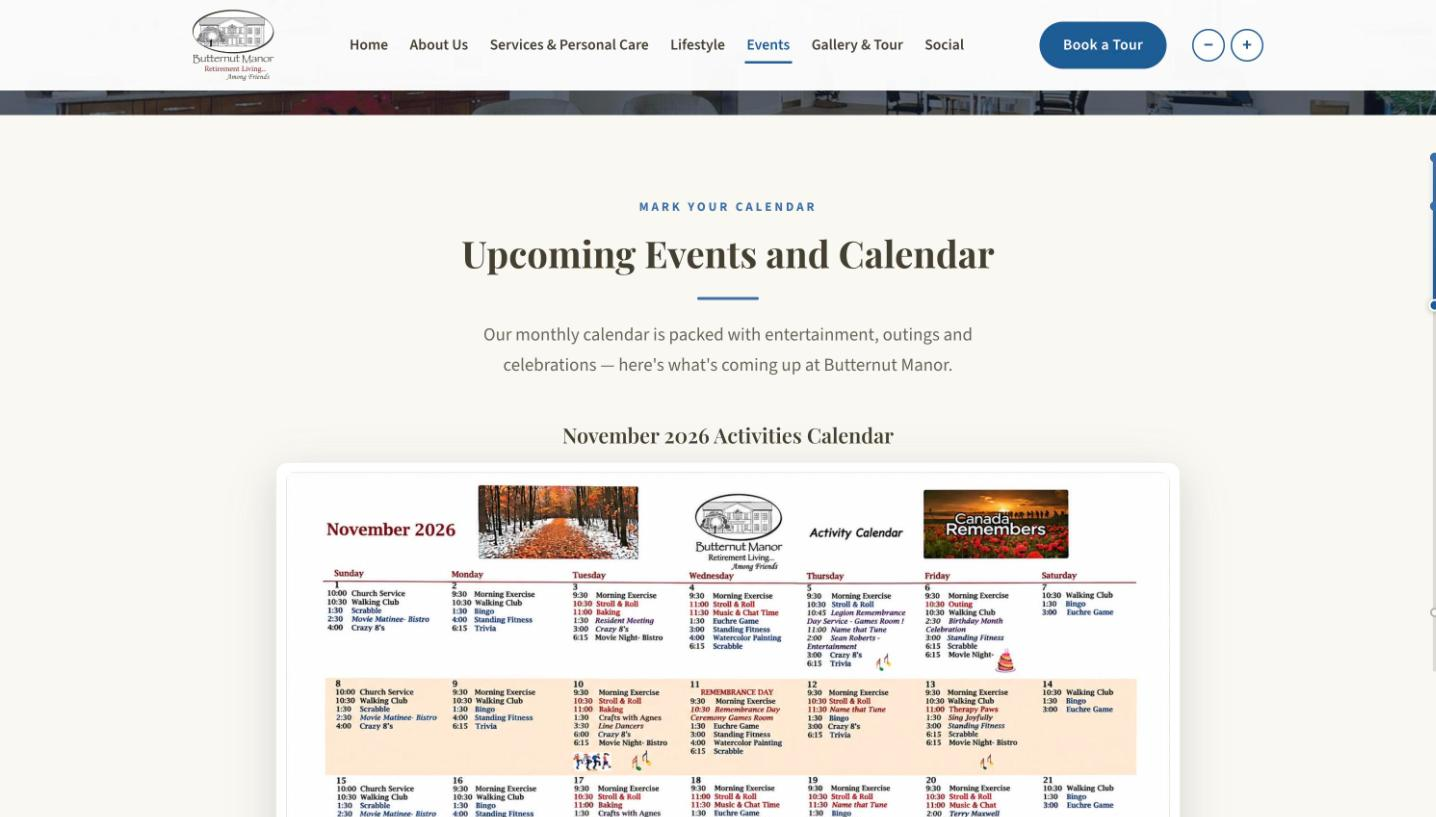 Butternut Manor
Retirement Living...
Among Friends
Home
About Us
Services & Personal Care
Lifestyle
Events
Gallery & Tour
Social
Book a Tour
−
+
MARK YOUR CALENDAR
Upcoming Events and Calendar
Our monthly calendar is packed with entertainment, outings and
celebrations — here's what's coming up at Butternut Manor.
November 2026 Activities Calendar
November 2026
Butternut Manor
Retirement Living...
Among Friends
Activity Calendar
Canada
Remembers
Sunday
Monday
Tuesday
Wednesday
Thursday
Friday
Saturday
1
10:00 Church Service
10:30 Walking Club
1:30 Scrabble
2:30 Movie Matinee- Bistro
4:00 Crazy 8's
2
9:30 Morning Exercise
10:30 Walking Club
1:30 Bingo
4:00 Standing Fitness
6:15 Trivia
3
9:30 Morning Exercise
10:30 Stroll & Roll
11:00 Baking
1:30 Resident Meeting
3:00 Crazy 8's
6:15 Movie Night- Bistro
4
9:30 Morning Exercise
11:00 Stroll & Roll
11:30 Music & Chat Time
1:30 Euchre Game
3:00 Standing Fitness
4:00 Watercolor Painting
6:15 Scrabble
5
9:30 Morning Exercise
10:30 Stroll & Roll
10:45 Legion Remembrance
Day Service - Games Room !
11:00 Name that Tune
2:00 Sean Roberts -
Entertainment
3:00 Crazy 8's
6:15 Trivia
6
9:30 Morning Exercise
10:30 Outing
10:30 Walking Club
2:30 Birthday Month
Celebration
3:00 Standing Fitness
6:15 Scrabble
6:15 Movie Night-
7
10:30 Walking Club
1:30 Bingo
3:00 Euchre Game
8
10:00 Church Service
10:30 Walking Club
1:30 Scrabble
2:30 Movie Matinee- Bistro
4:00 Crazy 8's
9
9:30 Morning Exercise
10:30 Walking Club
1:30 Bingo
4:00 Standing Fitness
6:15 Trivia
10
9:30 Morning Exercise
10:30 Stroll & Roll
11:00 Baking
1:30 Crafts with Agnes
3:30 Line Dancers
6:00 Crazy 8's
6:15 Movie Night- Bistro
11
REMEMBRANCE DAY
9:30 Morning Exercise
10:30 Remembrance Day
Ceremony Games Room
1:30 Euchre Game
3:00 Standing Fitness
4:00 Watercolor Painting
6:15 Scrabble
12
9:30 Morning Exercise
10:30 Stroll & Roll
11:30 Name that Tune
1:30 Bingo
3:00 Crazy 8's
6:15 Trivia
13
9:30 Morning Exercise
10:30 Walking Club
11:00 Therapy Paws
1:30 Sing Joyfully
3:00 Standing Fitness
6:15 Scrabble
6:15 Movie Night- Bistro
14
10:30 Walking Club
1:30 Bingo
3:00 Euchre Game
15
10:00 Church Service
10:30 Walking Club
1:30 Scrabble
2:30 Movie Matinee- Bistro
16
9:30 Morning Exercise
10:30 Walking Club
1:30 Bingo
4:00 Standing Fitness
17
9:30 Morning Exercise
10:30 Stroll & Roll
11:00 Baking
1:30 Crafts with Agnes
18
9:30 Morning Exercise
11:00 Stroll & Roll
11:30 Music & Chat Time
1:30 Euchre Game
19
9:30 Morning Exercise
10:30 Stroll & Roll
11:30 Name that Tune
1:30 Bingo
20
9:30 Morning Exercise
10:30 Stroll & Roll
11:00 Music & Chat
2:00 Terry Maxwell
21
10:30 Walking Club
1:30 Bingo
3:00 Euchre Game